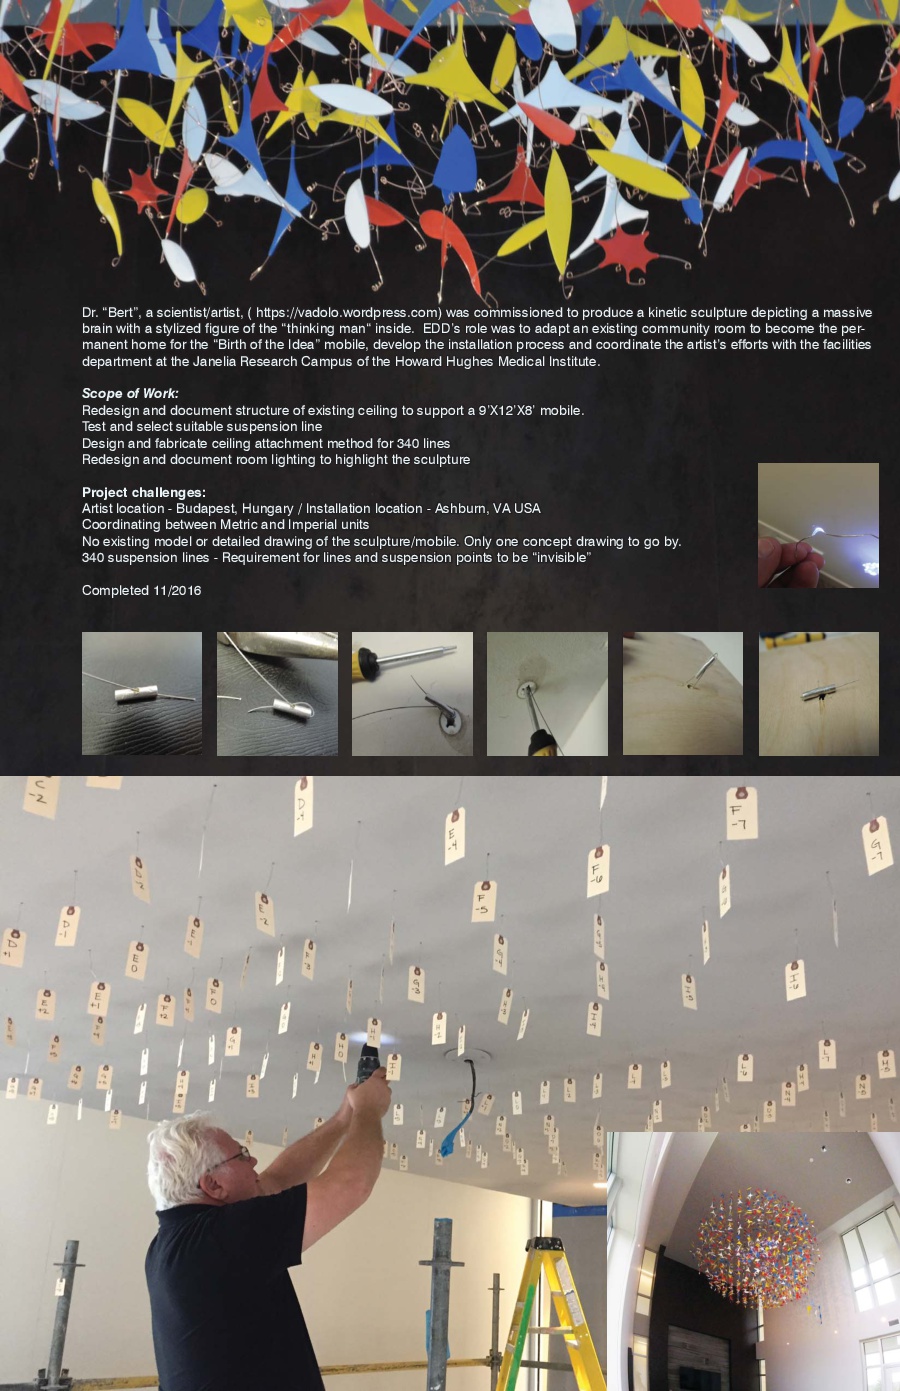 Dr. “Bert”, a scientist/artist, ( https://vadolo.wordpress.com) was commissioned to produce a kinetic sculpture depicting a massive
brain with a stylized figure of the “thinking man“ inside.  EDD’s role was to adapt an existing community room to become the per-
manent home for the “Birth of the Idea” mobile, develop the installation process and coordinate the artist’s efforts with the facilities
department at the Janelia Research Campus of the Howard Hughes Medical Institute.
Scope of Work:
Redesign and document structure of existing ceiling to support a 9’X12’X8’ mobile.
Test and select suitable suspension line
Design and fabricate ceiling attachment method for 340 lines
Redesign and document room lighting to highlight the sculpture
Project challenges:
Artist location - Budapest, Hungary / Installation location - Ashburn, VA USA
Coordinating between Metric and Imperial units
No existing model or detailed drawing of the sculpture/mobile. Only one concept drawing to go by.
340 suspension lines - Requirement for lines and suspension points to be “invisible”
Completed 11/2016
C
-2
D
-4
E
-4
F
-7
G
-7
D
-2
F
-6
F
-5
E
-2
D
-1
D
+1
E
-1
E
0
F
-3
G
-4
G
-3
I
-6
E
+2
E
+1
F
+2
F
0
H
-2
I
-4
G
+1
H
0
L
-7
L
-6